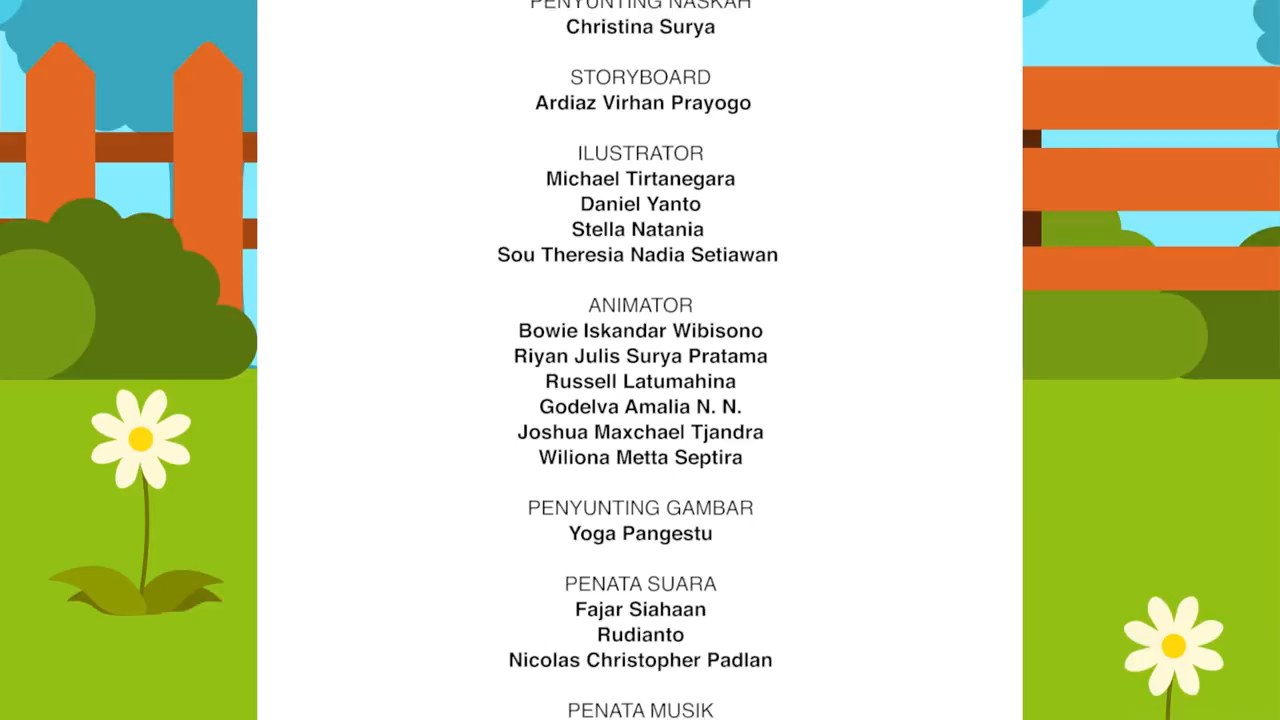 PENYUNTING NASKAH
Christina Surya
STORYBOARD
Ardiaz Virhan Prayogo
ILUSTRATOR
Michael Tirtanegara
Daniel Yanto
Stella Natania
Sou Theresia Nadia Setiawan
ANIMATOR
Bowie Iskandar Wibisono
Riyan Julis Surya Pratama
Russell Latumahina
Godelva Amalia N. N.
Joshua Maxchael Tjandra
Wiliona Metta Septira
PENYUNTING GAMBAR
Yoga Pangestu
PENATA SUARA
Fajar Siahaan
Rudianto
Nicolas Christopher Padlan
PENATA MUSIK